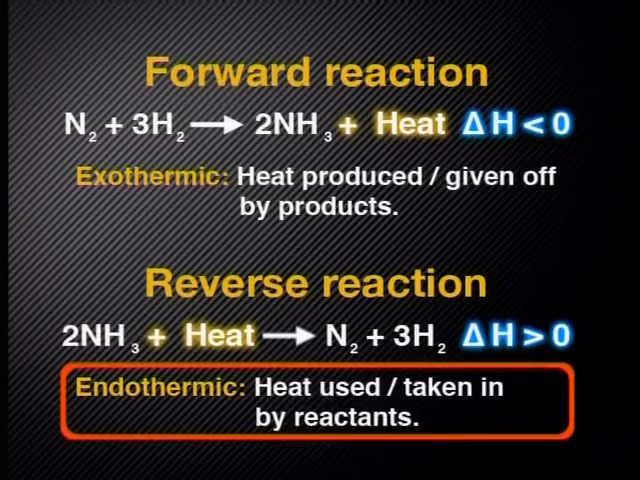 Forward reaction
N₂ + 3H₂ ⟶ 2NH₃ + Heat ΔH < 0
Exothermic: Heat produced / given off
by products.
Reverse reaction
2NH₃ + Heat ⟶ N₂ + 3H₂ ΔH > 0
Endothermic: Heat used / taken in
by reactants.